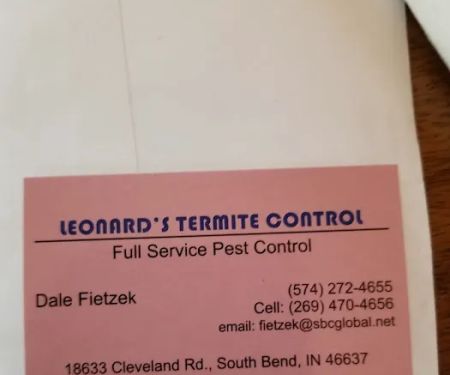 LEONARD'S TERMITE CONTROL
Full Service Pest Control
Dale Fietzek
(574) 272-4655
Cell: (269) 470-4656
email: fietzek@sbcglobal.net
18633 Cleveland Rd., South Bend, IN 46637